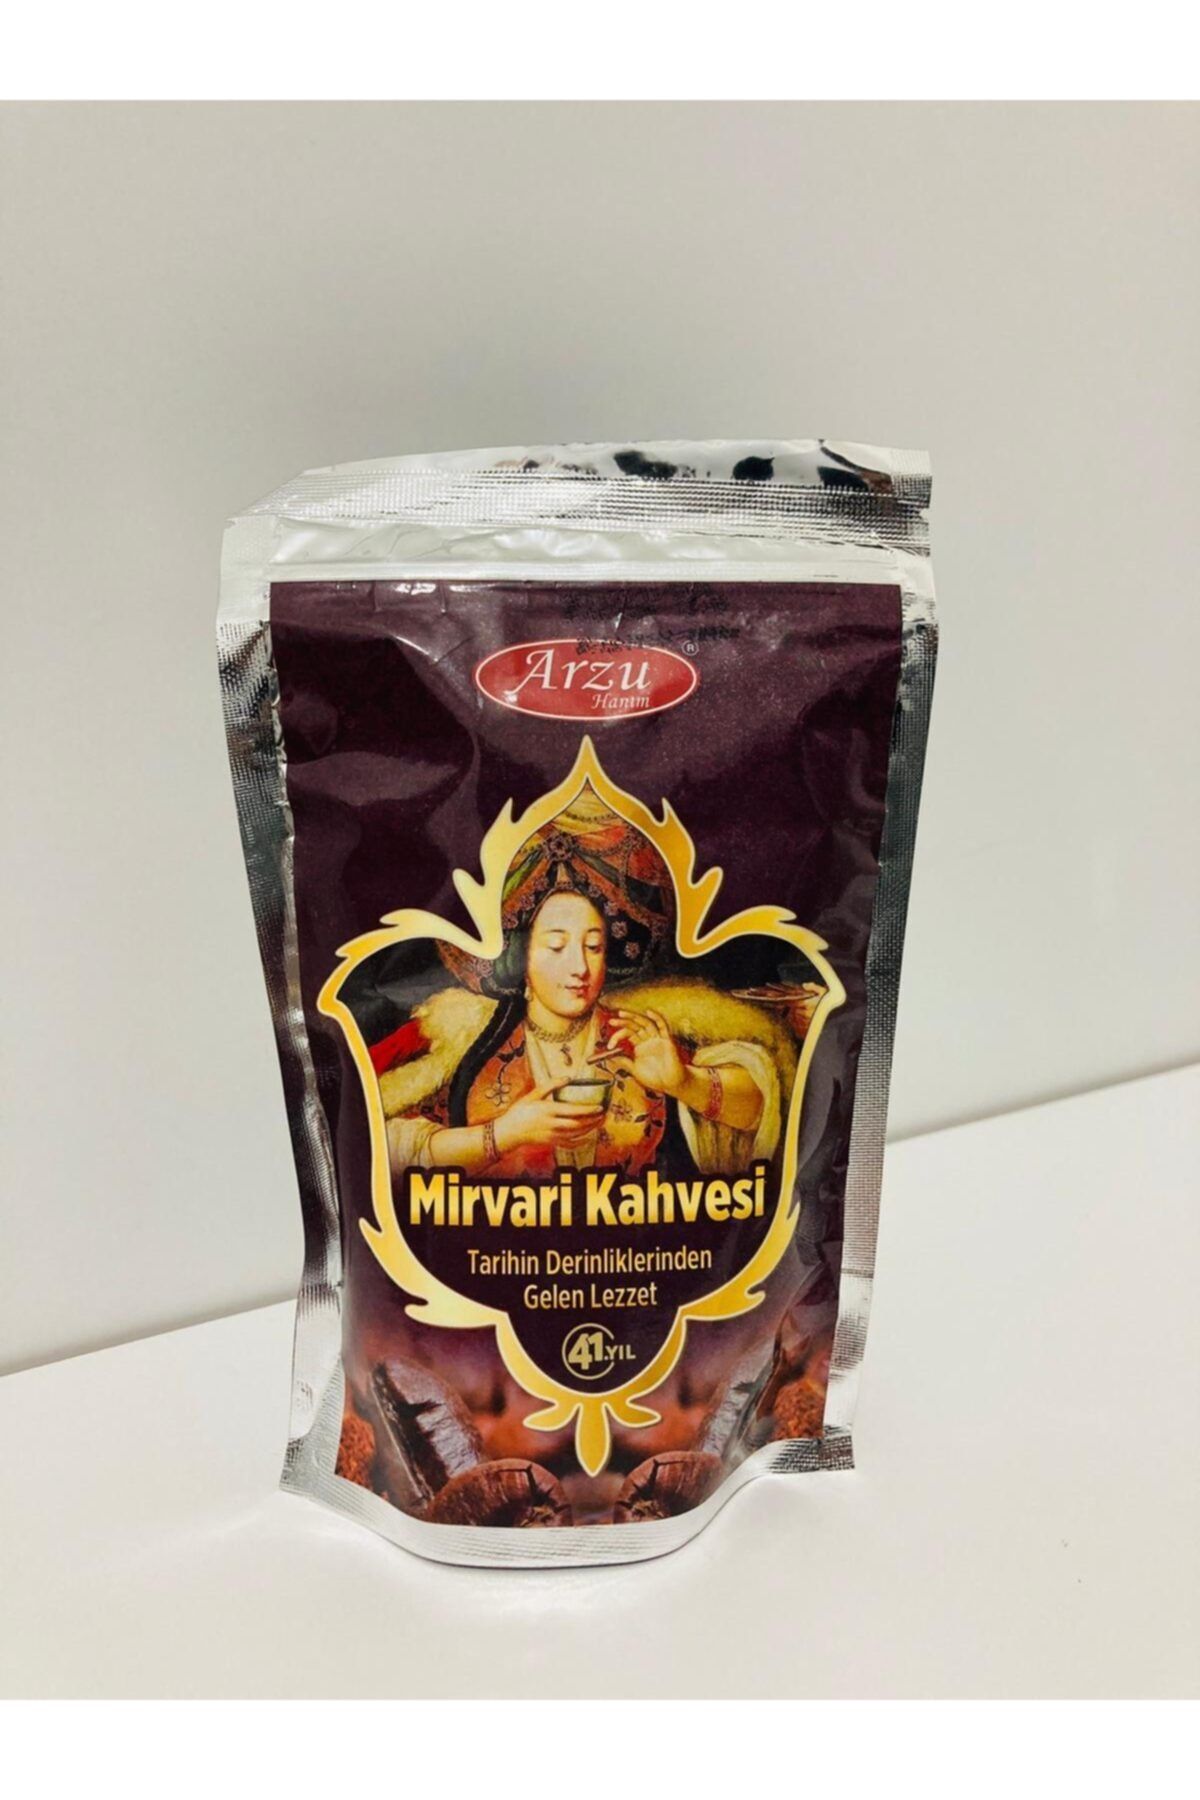 Arzu ®
Hanım
Mirvari Kahvesi
Tarihin Derinliklerinden
Gelen Lezzet
41.YIL